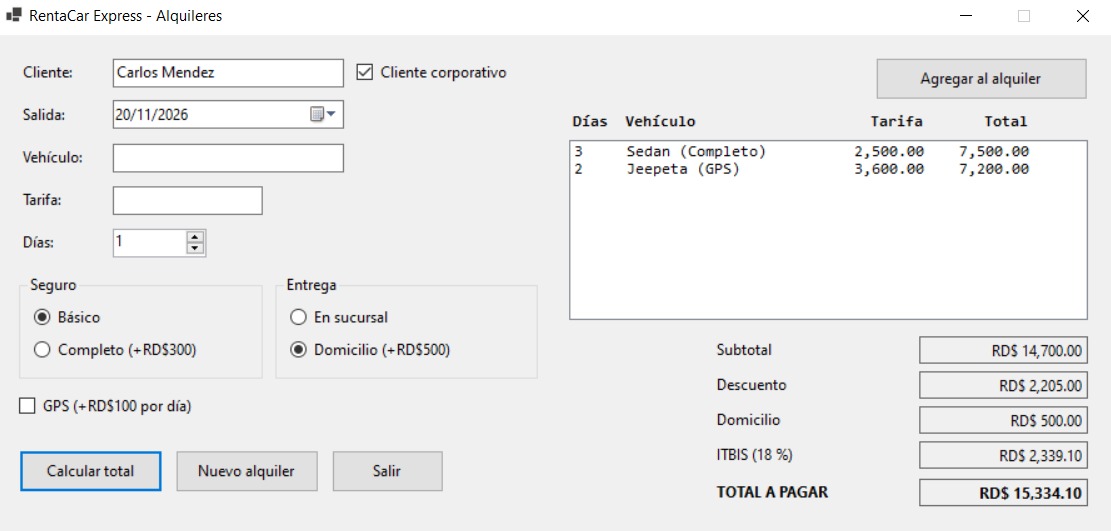 RentaCar Express - Alquileres
Cliente: Carlos Mendez Cliente corporativo
Salida: 20/11/2026
Vehículo:
Tarifa:
Días: 1
Seguro
Básico
Completo (+RD$300)
Entrega
En sucursal
Domicilio (+RD$500)
GPS (+RD$100 por día)
Calcular total Nuevo alquiler Salir
Agregar al alquiler
Días Vehículo Tarifa Total
3 Sedan (Completo) 2,500.00 7,500.00
2 Jeepeta (GPS) 3,600.00 7,200.00
Subtotal RD$ 14,700.00
Descuento RD$ 2,205.00
Domicilio RD$ 500.00
ITBIS (18 %) RD$ 2,339.10
TOTAL A PAGAR RD$ 15,334.10